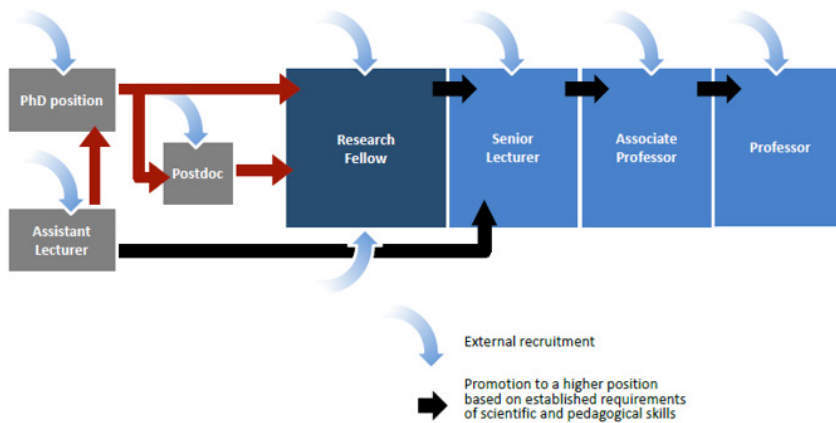 PhD position
Postdoc
Assistant
Lecturer
Research
Fellow
Senior
Lecturer
Associate
Professor
Professor
External recruitment
Promotion to a higher position
based on established requirements
of scientific and pedagogical skills